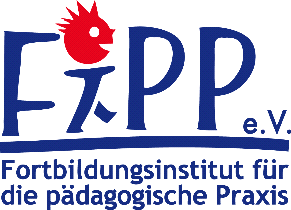 FiPP e.V.
Fortbildungsinstitut für
die pädagogische Praxis